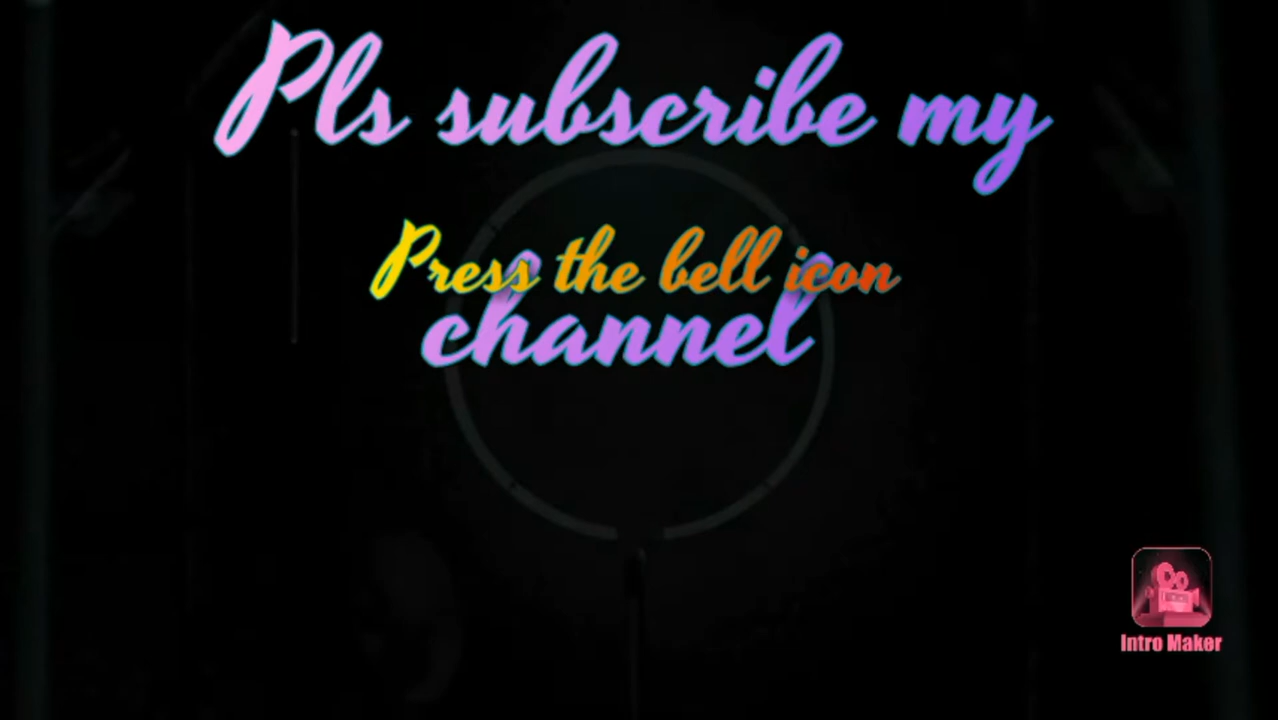 Pls subscribe my
Press the bell icon
channel
Intro Maker